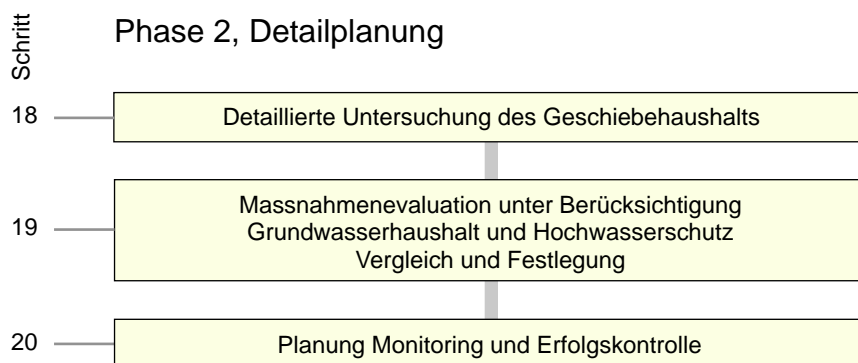 Schritt
Phase 2, Detailplanung
18
Detaillierte Untersuchung des Geschiebehaushalts
19
Massnahmenevaluation unter Berücksichtigung
Grundwasserhaushalt und Hochwasserschutz
Vergleich und Festlegung
20
Planung Monitoring und Erfolgskontrolle